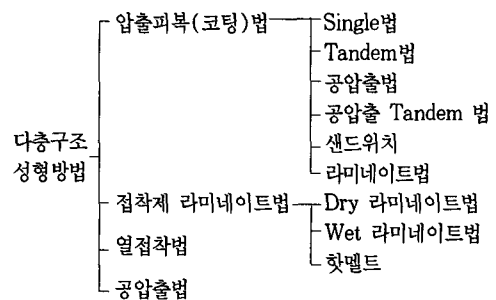 압출피복(코팅)법
Single법
Tandem법
공압출법
공압출 Tandem 법
샌드위치
라미네이트법
다층구조
성형방법
접착제 라미네이트법
Dry 라미네이트법
Wet 라미네이트법
핫멜트
열접착법
공압출법